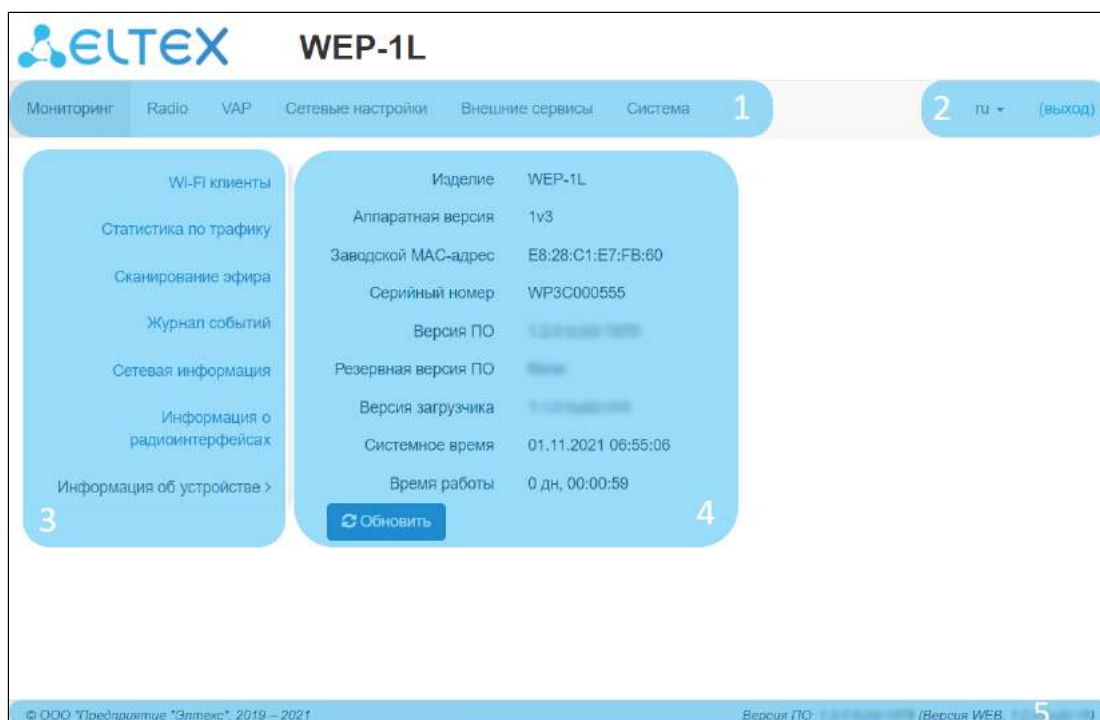 ELTEX WEP-1L
Мониторинг Radio VAP Сетевые настройки Внешние сервисы Система 1 2 ru (выход)
Wi-Fi клиенты
Статистика по трафику
Сканирование эфира
Журнал событий
Сетевая информация
Информация о
радиоинтерфейсах
Информация об устройстве >
3
Изделие WEP-1L
Аппаратная версия 1v3
Заводской MAC-адрес E8:28:C1:E7:FB:60
Серийный номер WP3C000555
Версия ПО
Резервная версия ПО
Версия загрузчика
Системное время 01.11.2021 06:55:06
Время работы 0 дн, 00:00:59
Обновить
4
© ООО "Предприятие "Элтекс", 2019 – 2021 Версия ПО: (Версия WEB: 5 )